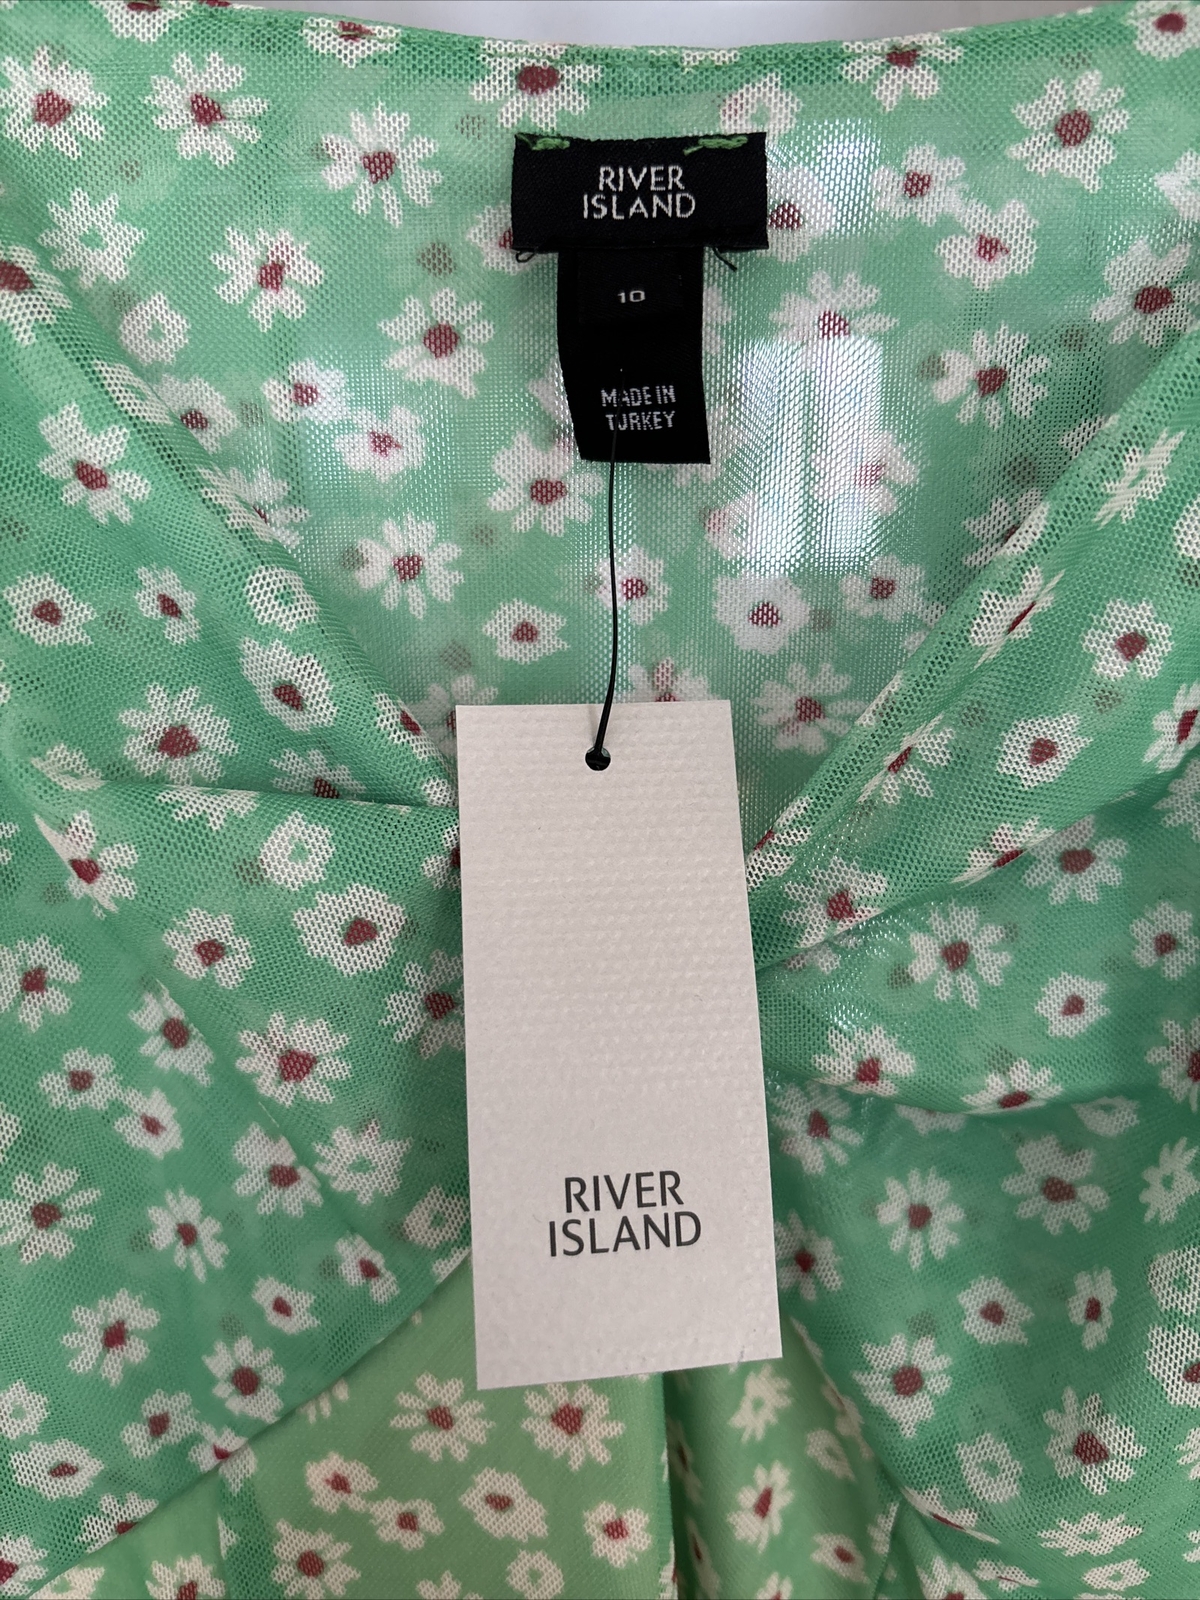 RIVER
ISLAND
10
MADE IN
TURKEY
RIVER
ISLAND